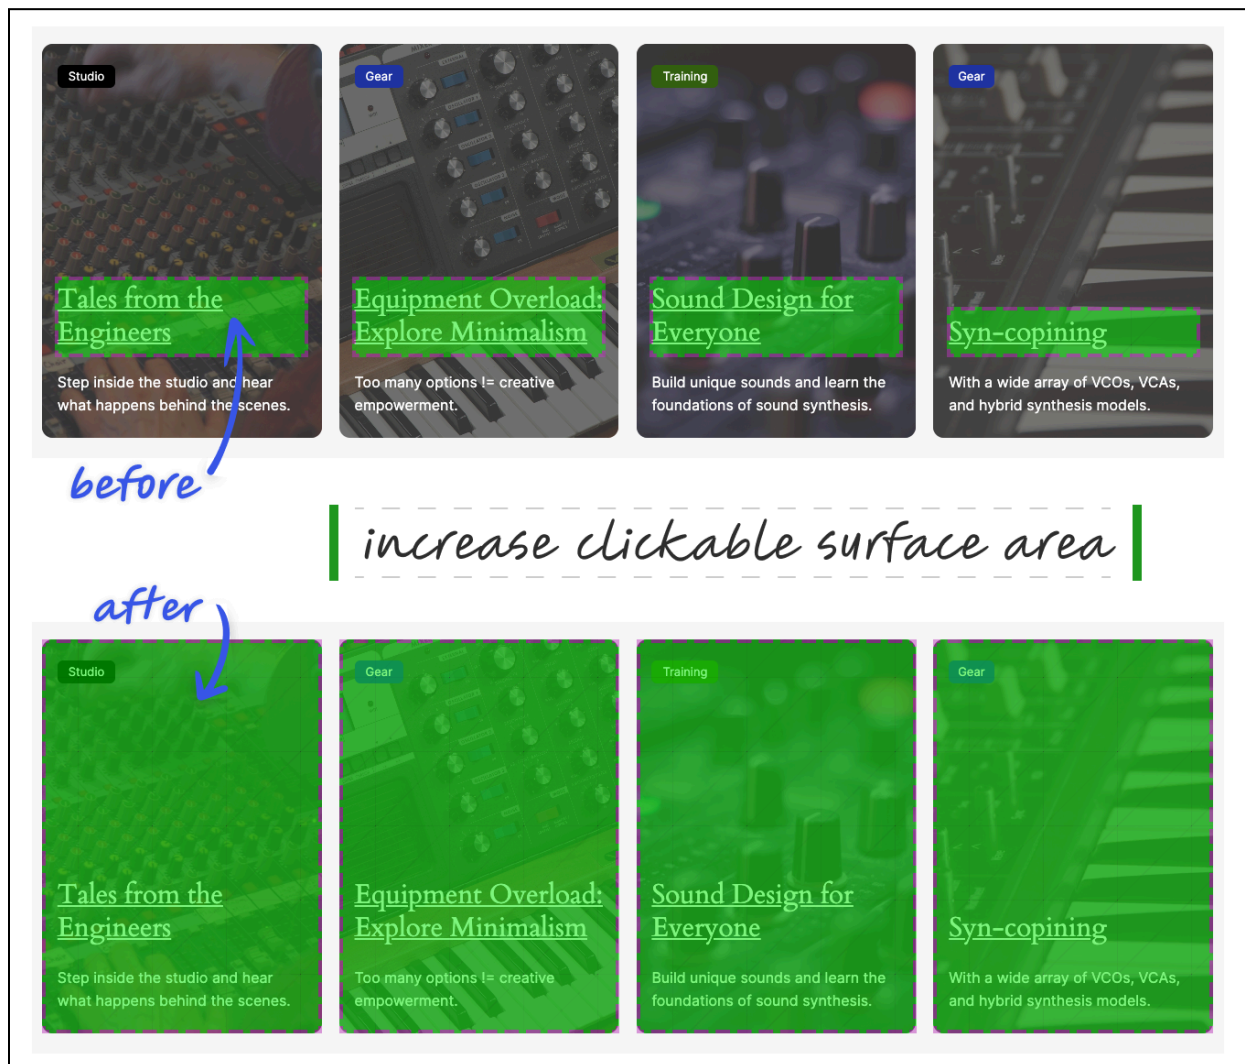 Studio
Gear
Training
Gear
Tales from the
Engineers
Equipment Overload:
Explore Minimalism
Sound Design for
Everyone
Syn-copining
Step inside the studio and hear
what happens behind the scenes.
Too many options != creative
empowerment.
Build unique sounds and learn the
foundations of sound synthesis.
With a wide array of VCOs, VCAs,
and hybrid synthesis models.
before
increase clickable surface area
after
Studio
Gear
Training
Gear
Tales from the
Engineers
Equipment Overload:
Explore Minimalism
Sound Design for
Everyone
Syn-copining
Step inside the studio and hear
what happens behind the scenes.
Too many options != creative
empowerment.
Build unique sounds and learn the
foundations of sound synthesis.
With a wide array of VCOs, VCAs,
and hybrid synthesis models.